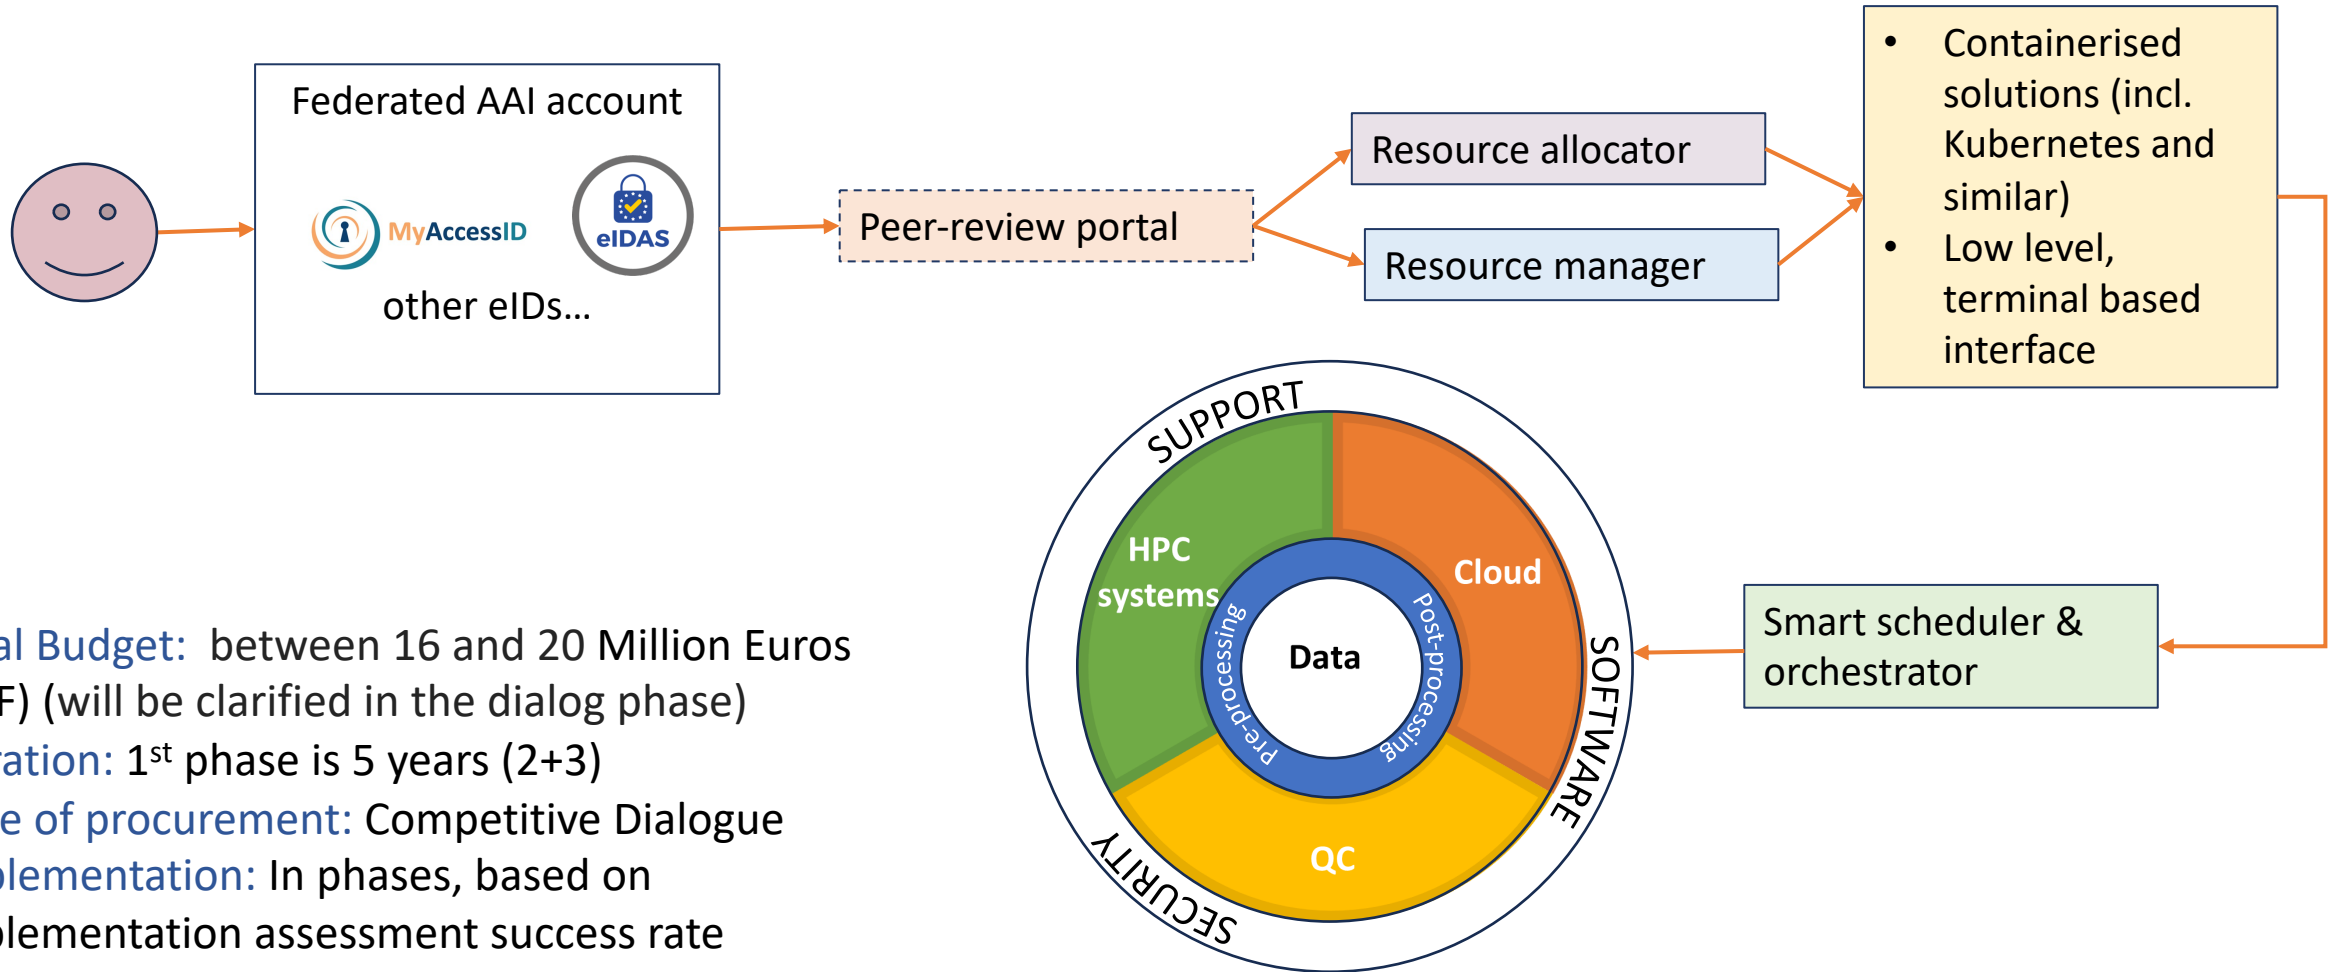 Federated AAI account
MyAccessID
eIDAS
other eIDs...
Peer-review portal
Resource allocator
Resource manager
• Containerised
solutions (incl.
Kubernetes and
similar)
• Low level,
terminal based
interface
Smart scheduler &
orchestrator
SUPPORT
SOFTWARE
SECURITY
HPC
systems
Cloud
QC
Pre-processing
Post-processing
Data
al Budget: between 16 and 20 Million Euros
F) (will be clarified in the dialog phase)
ration: 1st phase is 5 years (2+3)
e of procurement: Competitive Dialogue
plementation: In phases, based on
plementation assessment success rate